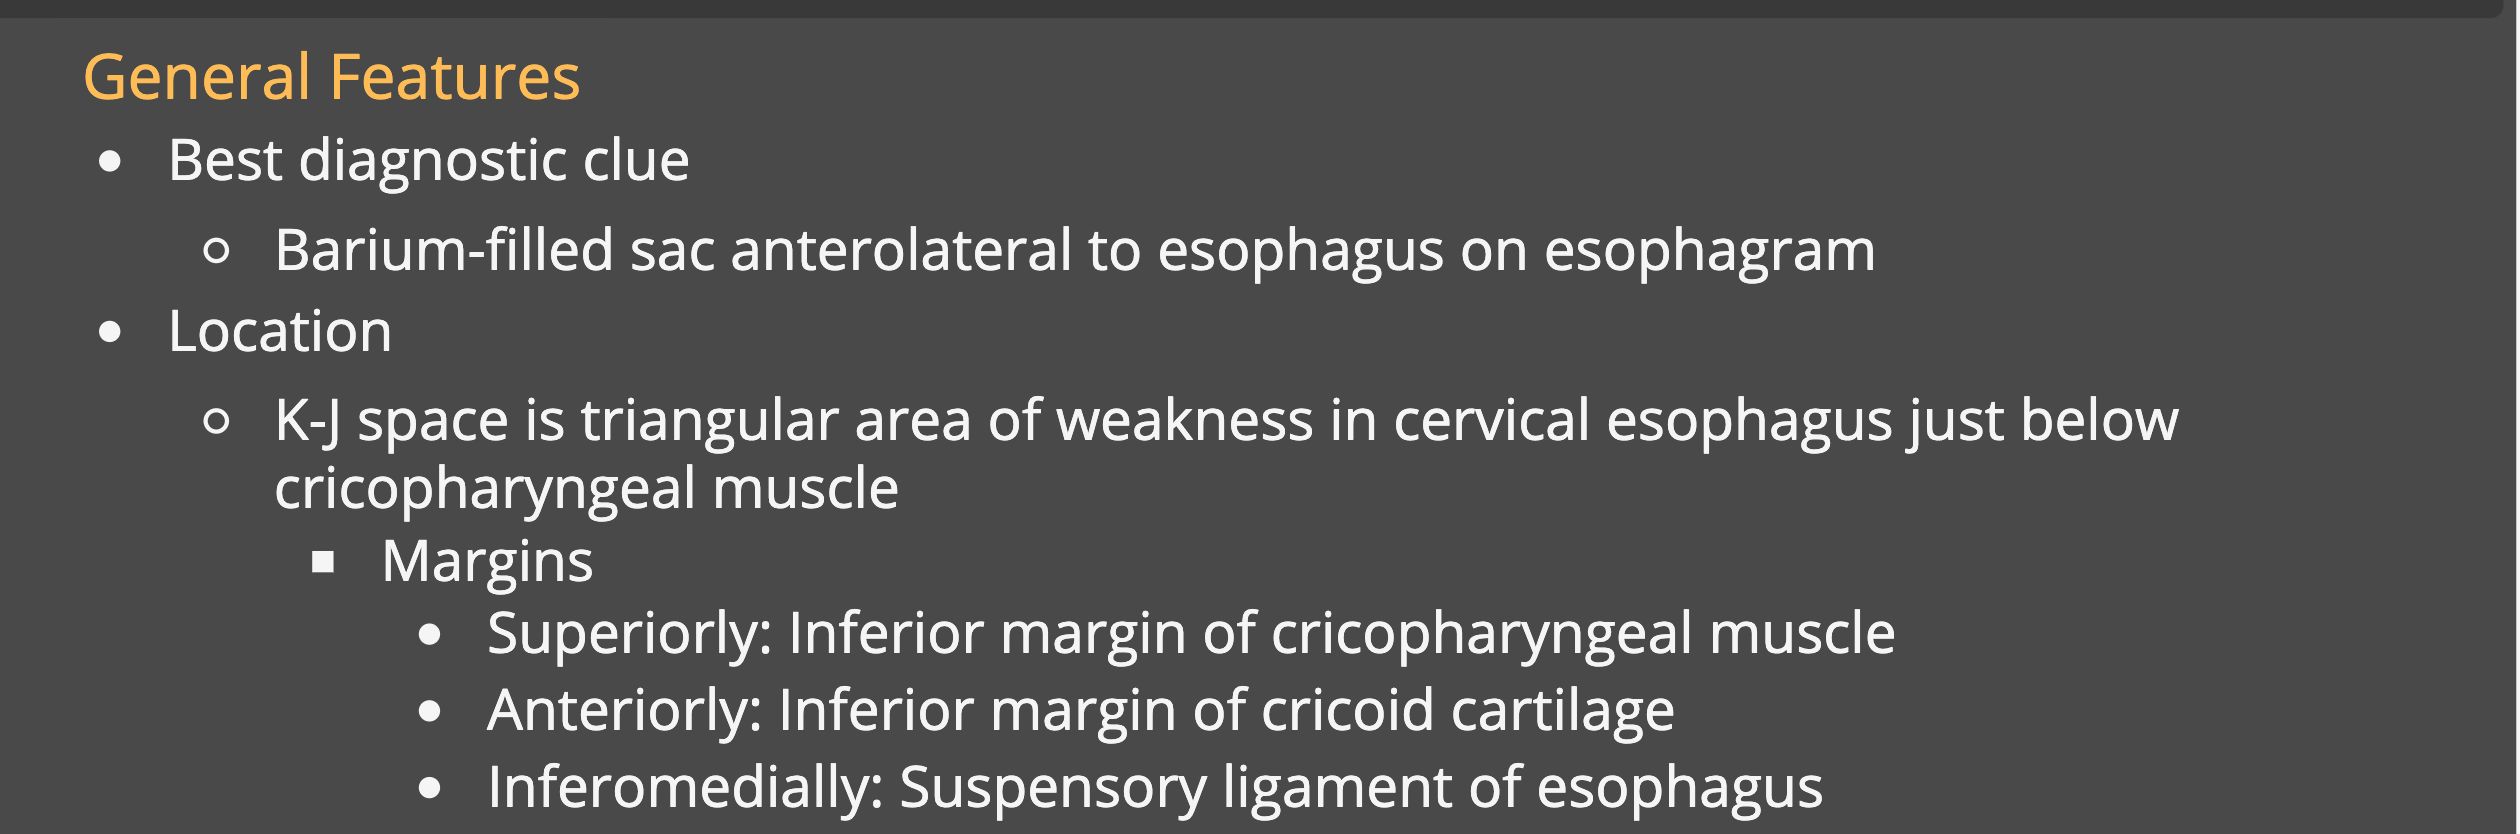 General Features
Best diagnostic clue
Barium-filled sac anterolateral to esophagus on esophagram
Location
K-J space is triangular area of weakness in cervical esophagus just below
cricopharyngeal muscle
Margins
Superiorly: Inferior margin of cricopharyngeal muscle
Anteriorly: Inferior margin of cricoid cartilage
Inferomedially: Suspensory ligament of esophagus